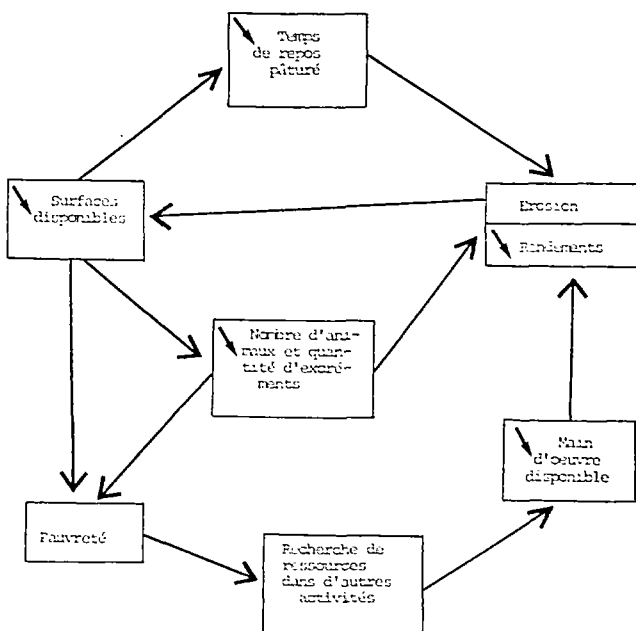 Temps
de repos
pâturé
Surfaces
disponibles
Erosion
Rendements
Nombre d'ani-
maux et quan-
tité d'excré-
ments
Main
d'oeuvre
disponible
Pauvreté
Recherche de
ressources
dans d'autres
activités